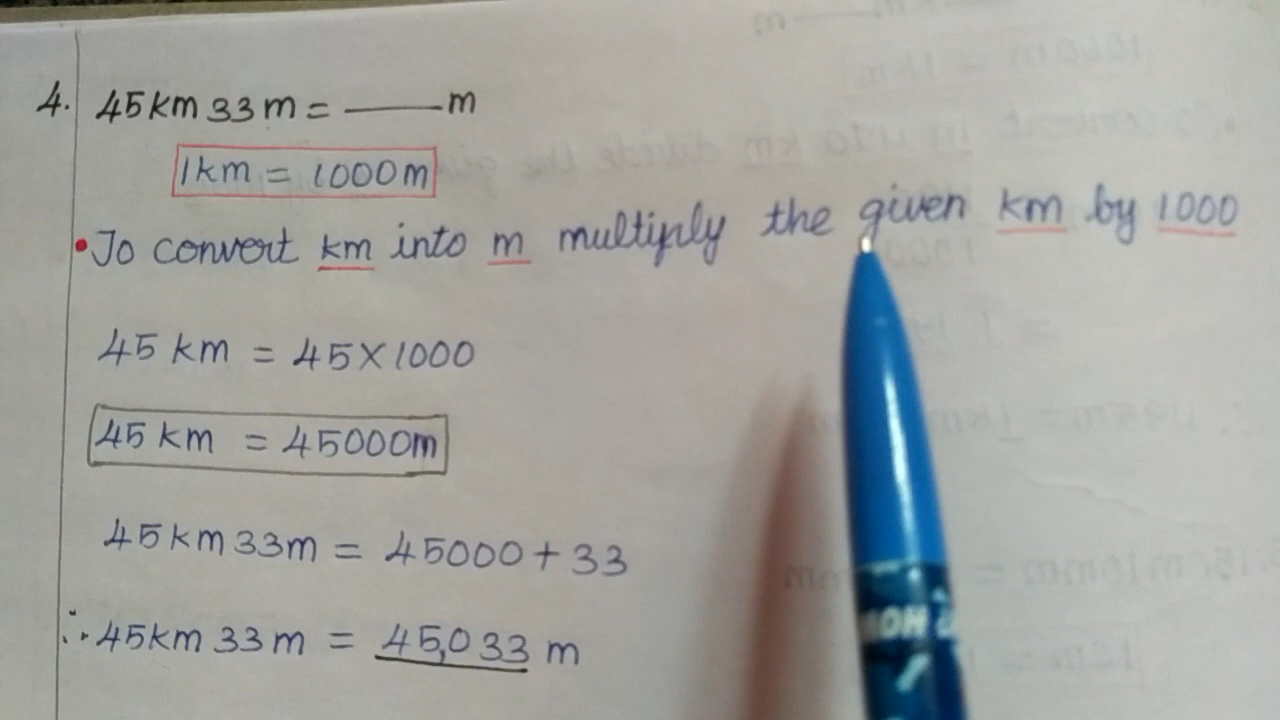 4. 45km 33m = ——— m
1km = 1000m
• To convert km into m multiply the given km by 1000
45 km = 45×1000
45 km = 45000m
45km 33m = 45000 + 33
∴ 45km 33m = 45,033 m